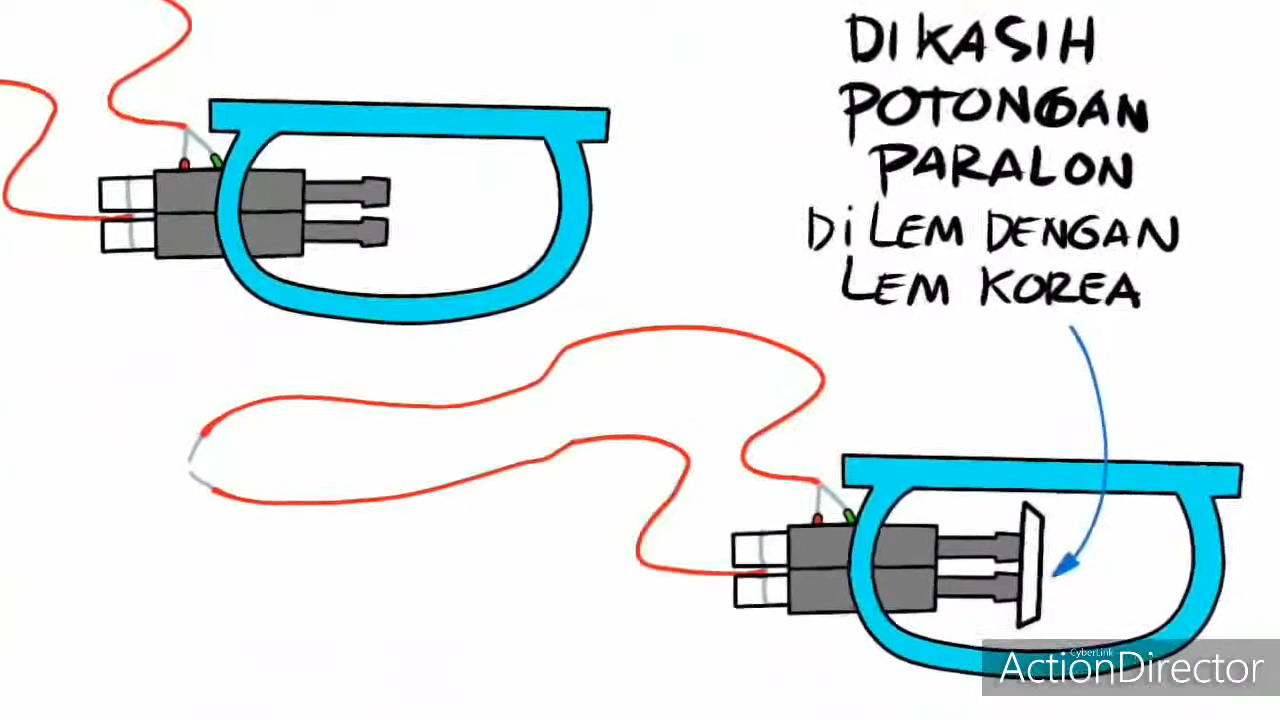 DIKASIH
POTONGAN
PARALON
DiLEM DENGAN
LEM KOREA
CyberLink
ActionDirector